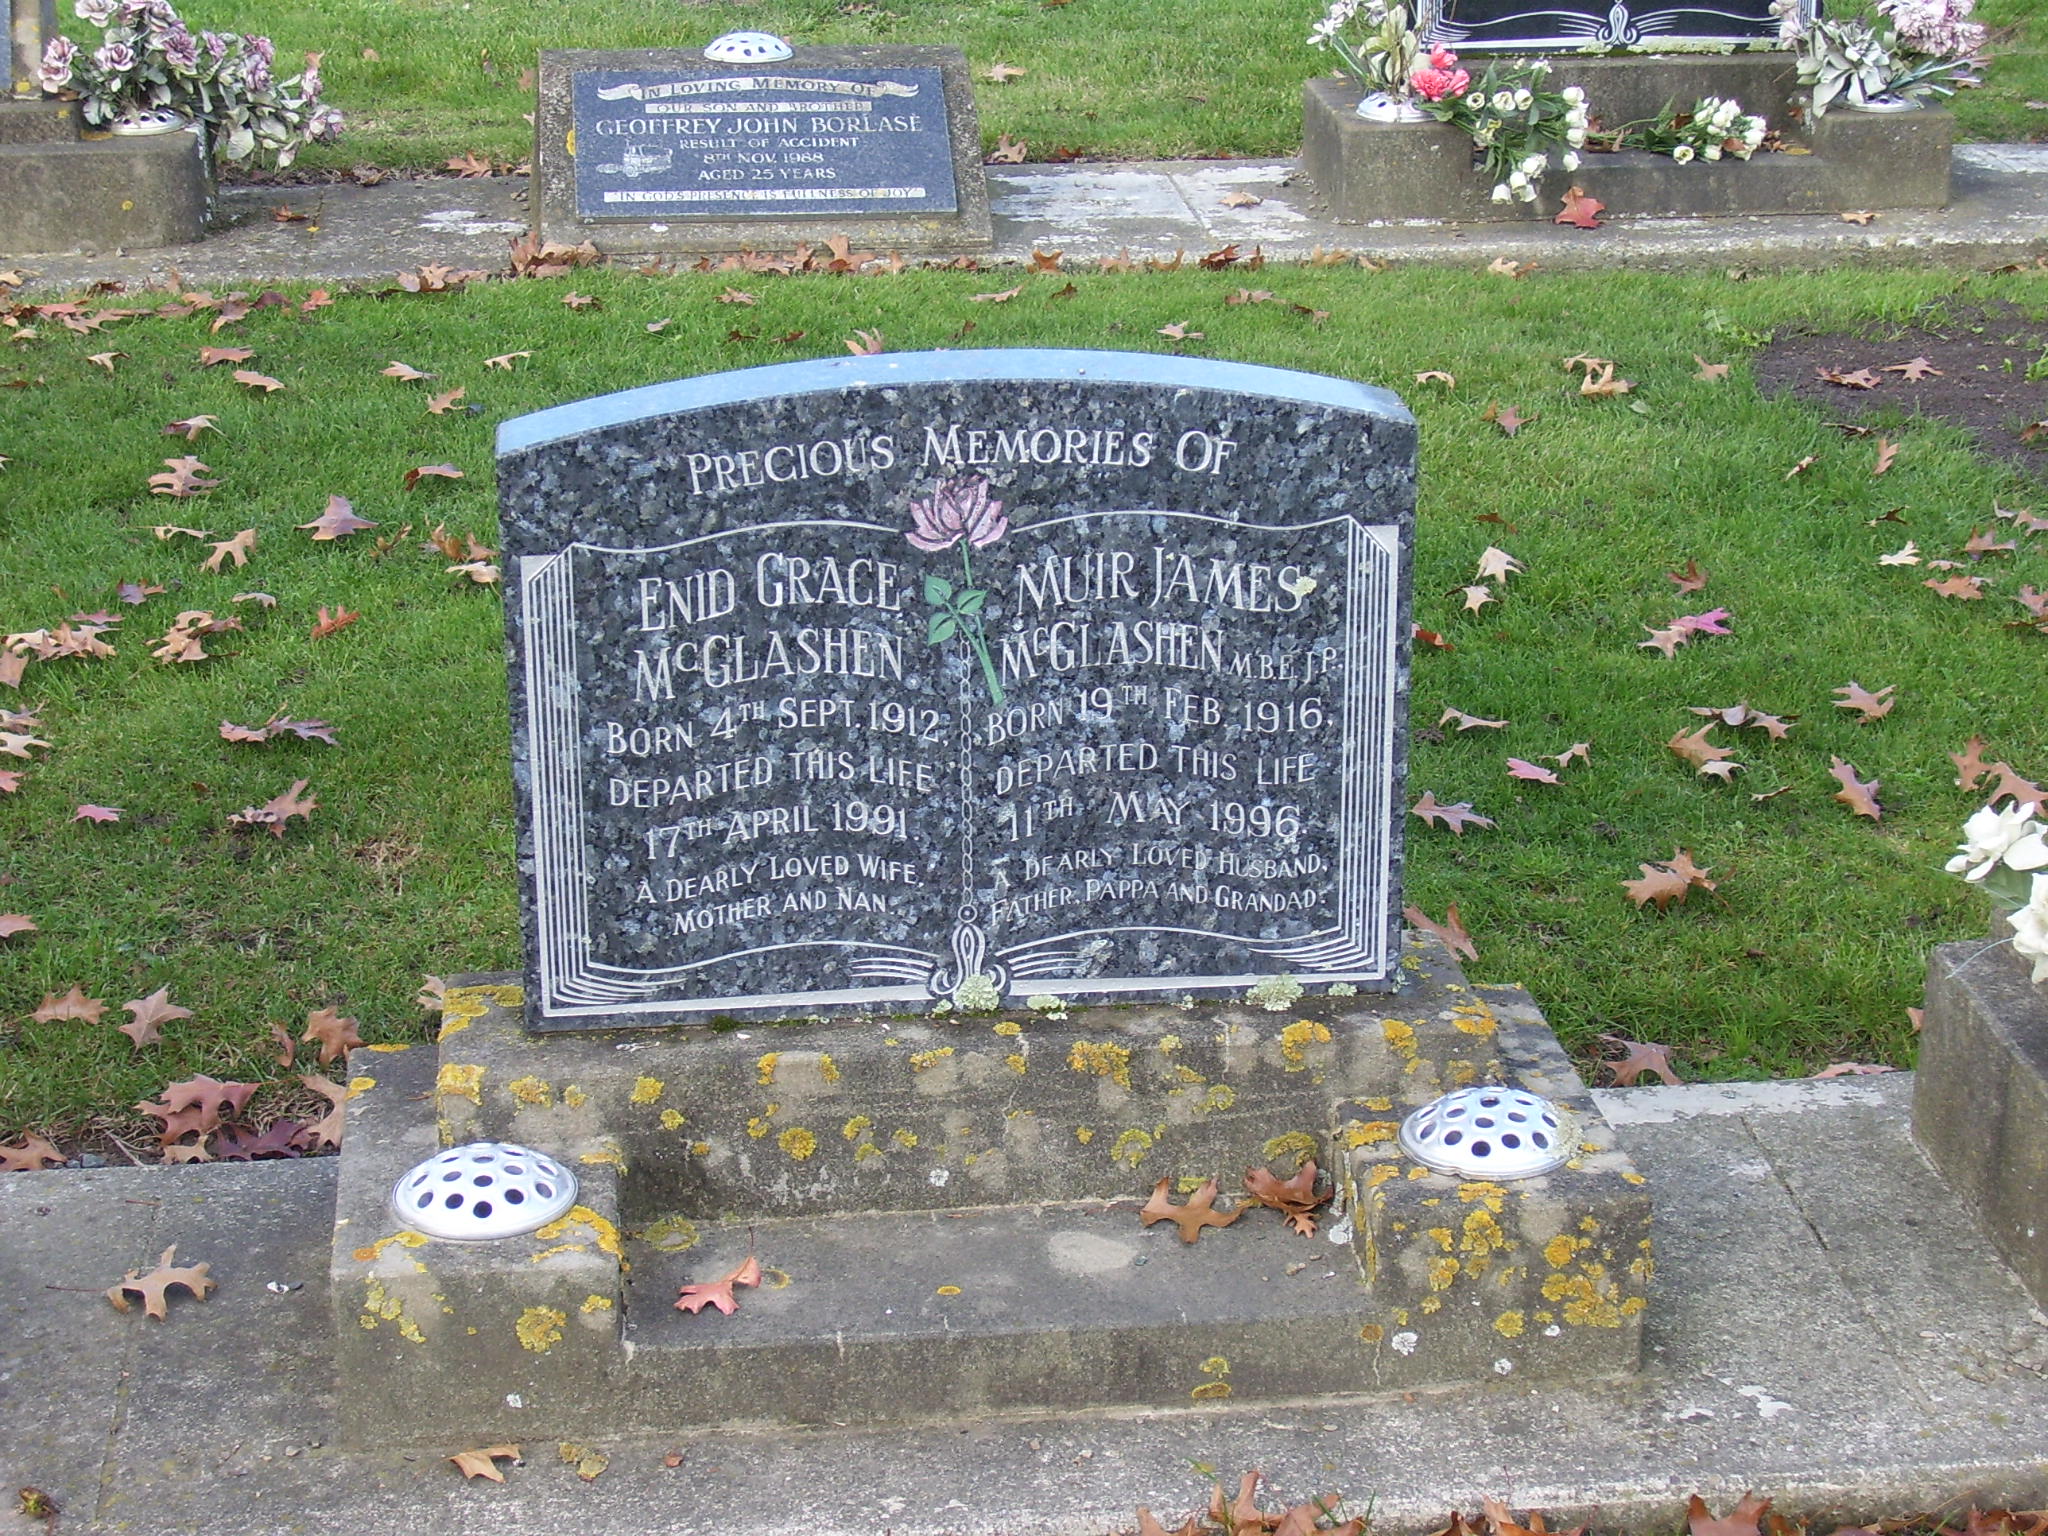 IN LOVING MEMORY OF
OUR SON AND BROTHER
GEOFFREY JOHN BORLASE
RESULT OF ACCIDENT
8TH NOV. 1988
AGED 25 YEARS
"IN GOD'S PRESENCE IS FULLNESS OF JOY"
PRECIOUS MEMORIES OF
ENID GRACE
MCGLASHEN
BORN 4TH SEPT. 1912,
DEPARTED THIS LIFE
17TH APRIL 1991.
A DEARLY LOVED WIFE,
MOTHER AND NAN.
MUIR JAMES
MCGLASHEN M.B.E. J.P.
BORN 19TH FEB. 1916,
DEPARTED THIS LIFE
11TH MAY 1996.
A DEARLY LOVED HUSBAND,
FATHER, PAPPA AND GRANDAD.